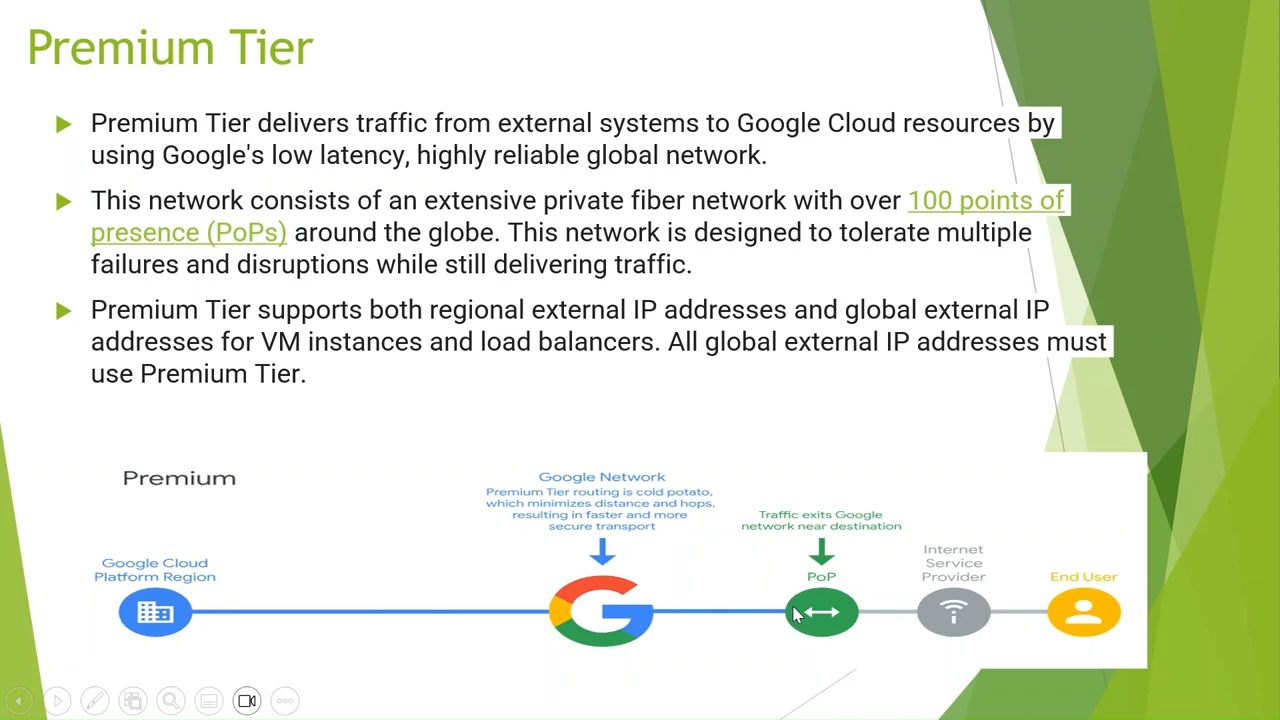 Premium Tier
Premium Tier delivers traffic from external systems to Google Cloud resources by
using Google's low latency, highly reliable global network.
This network consists of an extensive private fiber network with over 100 points of
presence (PoPs) around the globe. This network is designed to tolerate multiple
failures and disruptions while still delivering traffic.
Premium Tier supports both regional external IP addresses and global external IP
addresses for VM instances and load balancers. All global external IP addresses must
use Premium Tier.
Premium
Google Network
Premium Tier routing is cold potato,
which minimizes distance and hops,
resulting in faster and more
secure transport
Traffic exits Google
network near destination
Google Cloud
Platform Region
PoP
Internet
Service
Provider
End User